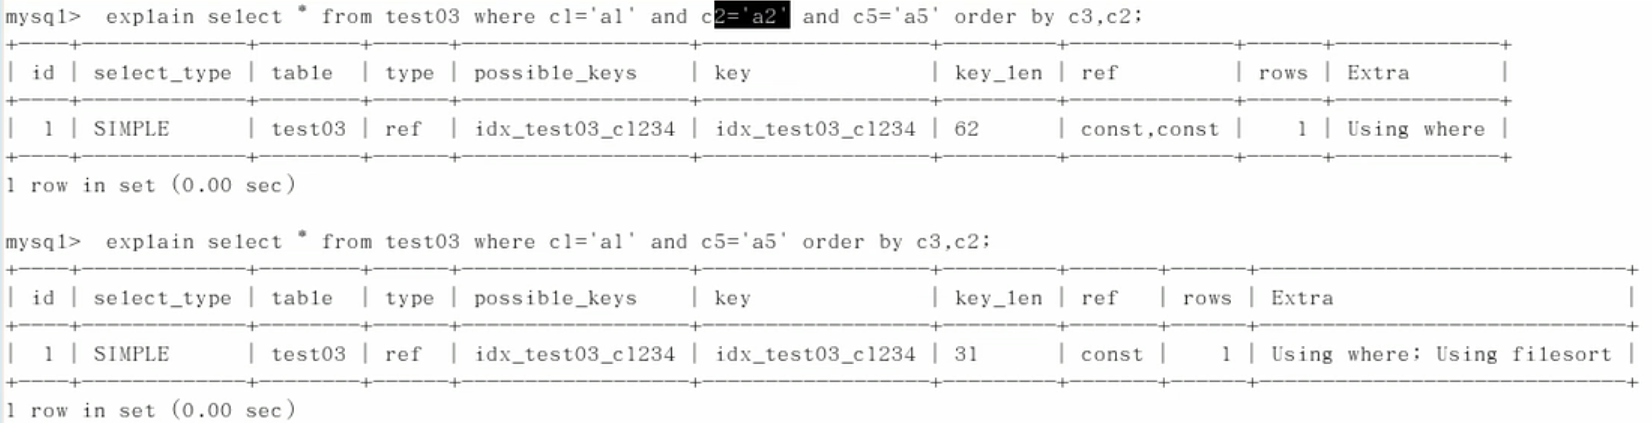 mysql>  explain select * from test03 where c1='a1' and c2='a2' and c5='a5' order by c3,c2;
+----+-------------+--------+------+------------------+------------------+---------+-------------+------+-------------+
| id | select_type | table  | type | possible_keys    | key              | key_len | ref         | rows | Extra       |
+----+-------------+--------+------+------------------+------------------+---------+-------------+------+-------------+
|  1 | SIMPLE      | test03 | ref  | idx_test03_c1234 | idx_test03_c1234 | 62      | const,const |    1 | Using where |
+----+-------------+--------+------+------------------+------------------+---------+-------------+------+-------------+
1 row in set (0.00 sec)
mysql>  explain select * from test03 where c1='a1' and c5='a5' order by c3,c2;
+----+-------------+--------+------+------------------+------------------+---------+-------+------+-----------------------------+
| id | select_type | table  | type | possible_keys    | key              | key_len | ref   | rows | Extra                       |
+----+-------------+--------+------+------------------+------------------+---------+-------+------+-----------------------------+
|  1 | SIMPLE      | test03 | ref  | idx_test03_c1234 | idx_test03_c1234 | 31      | const |    1 | Using where; Using filesort |
+----+-------------+--------+------+------------------+------------------+---------+-------+------+-----------------------------+
1 row in set (0.00 sec)